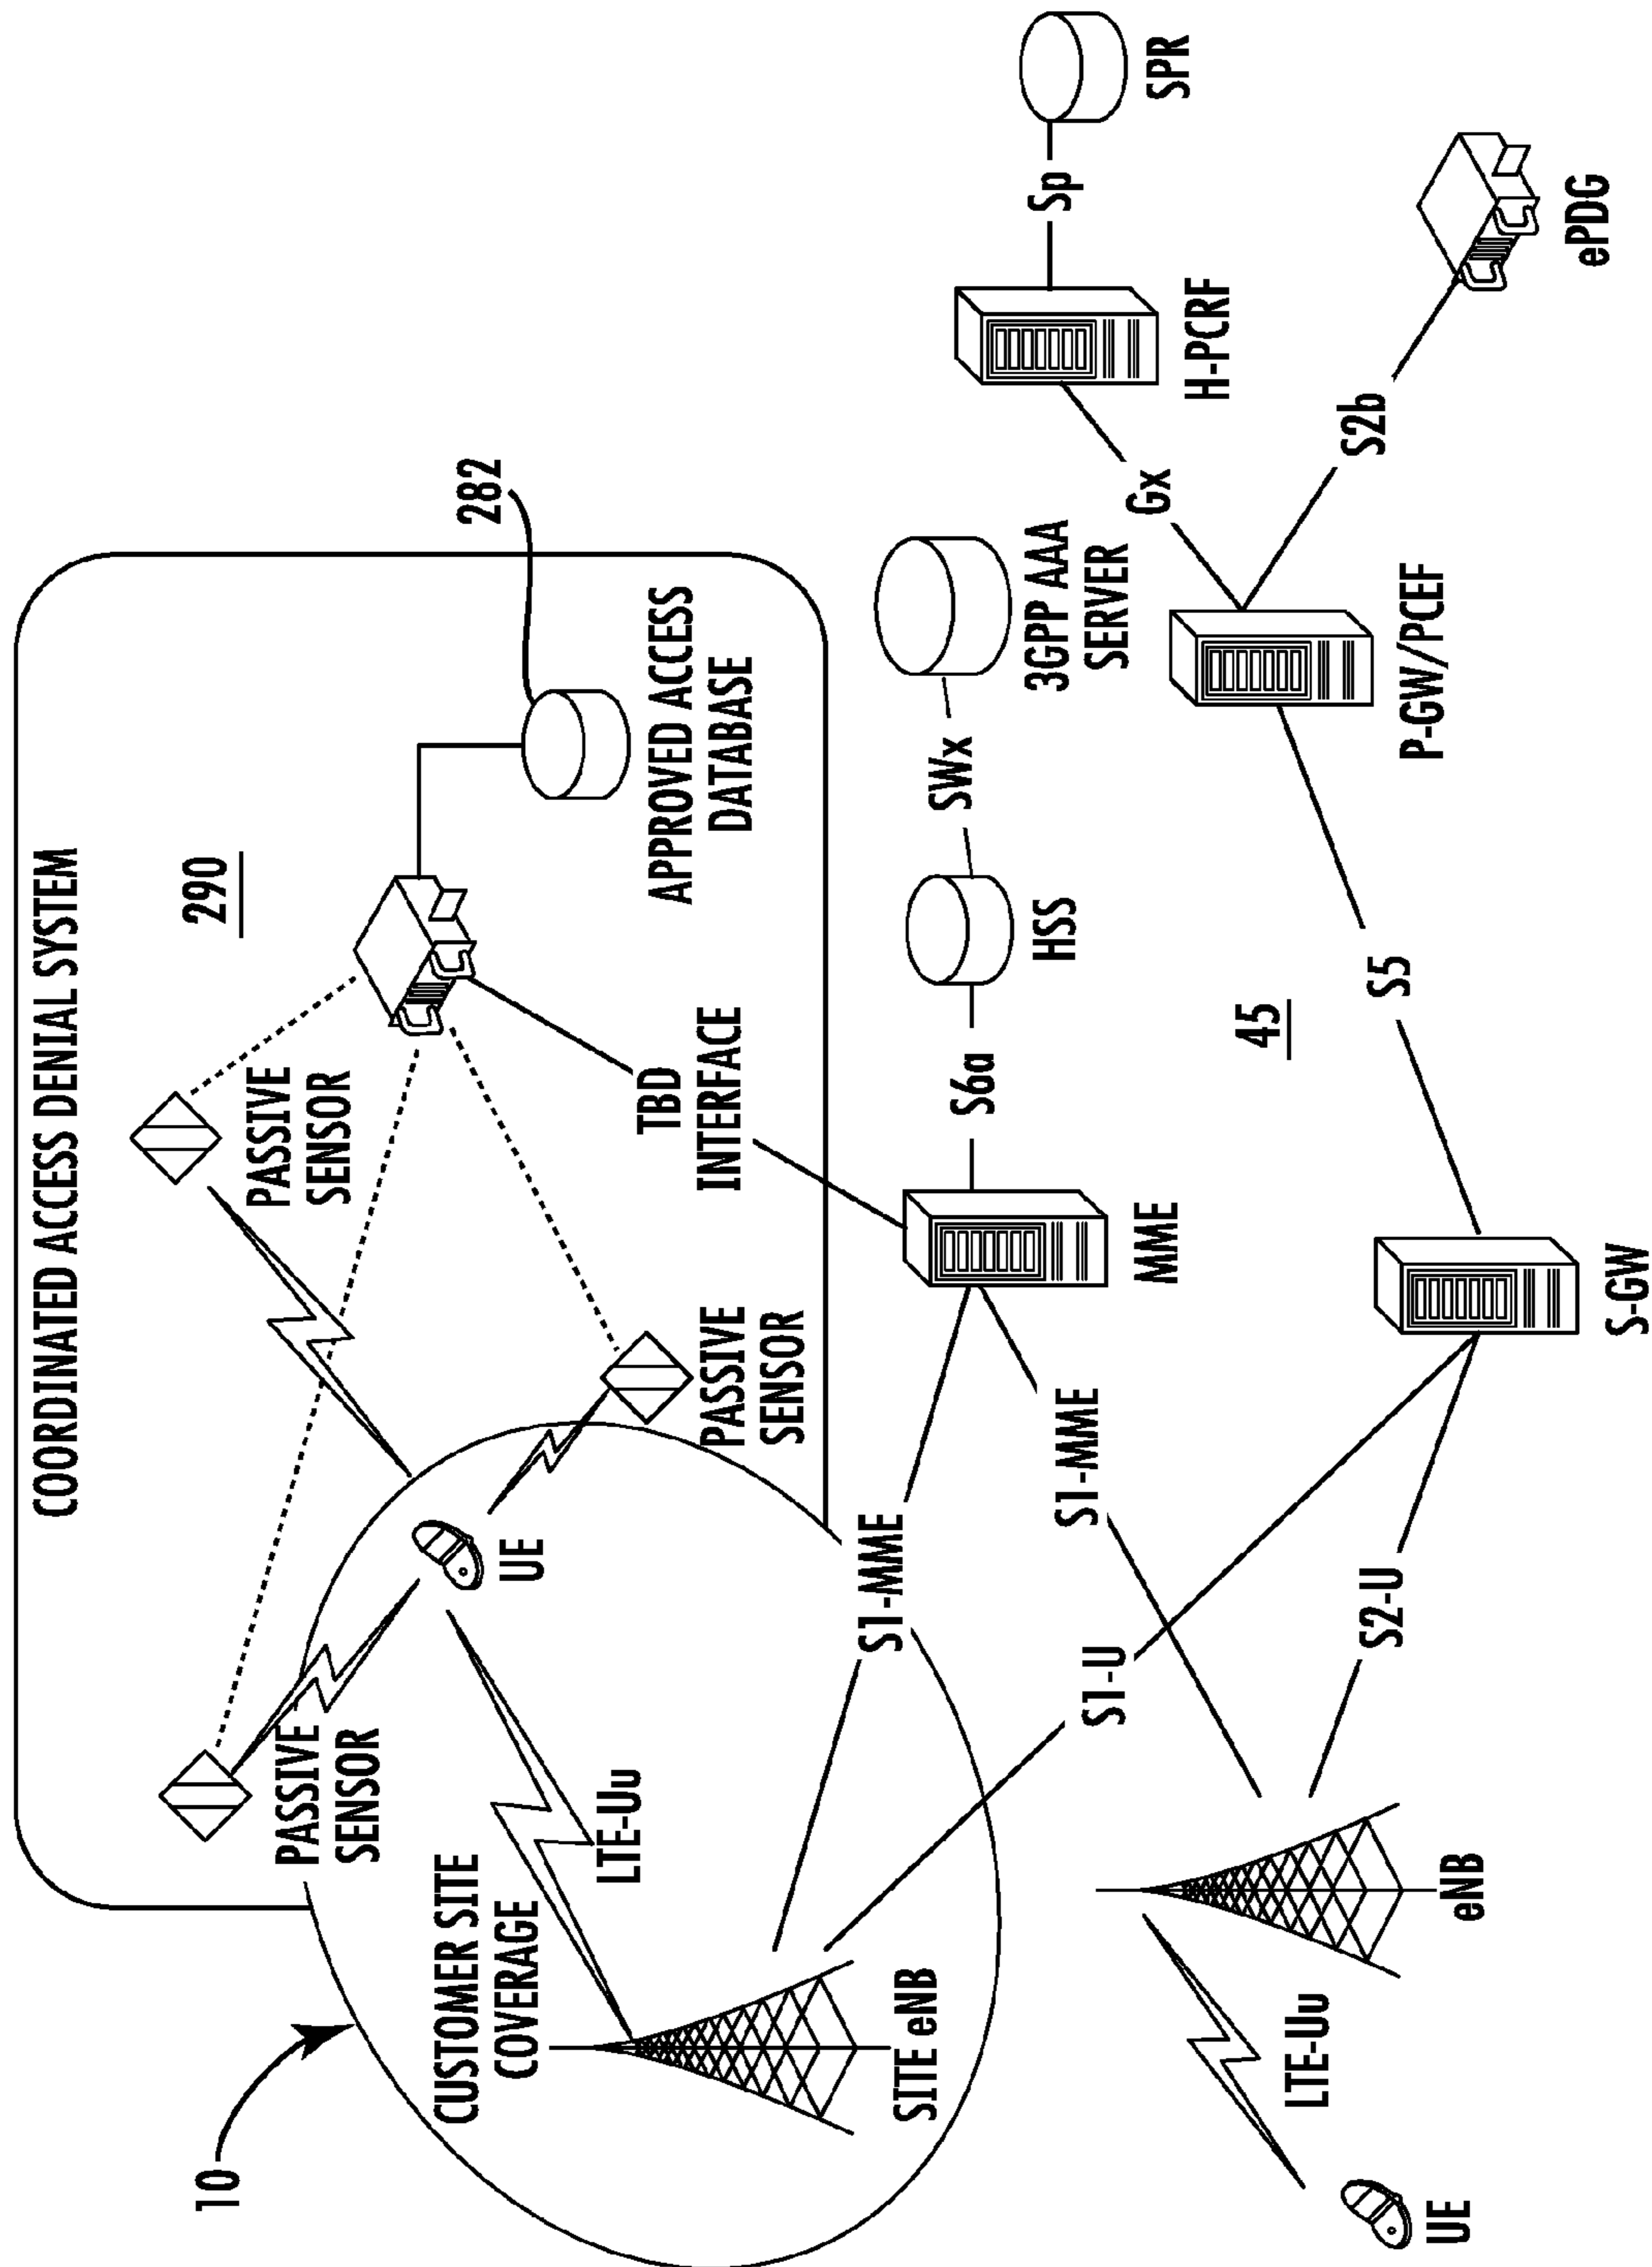 COORDINATED ACCESS DENIAL SYSTEM
10
290
282
PASSIVE
SENSOR
PASSIVE
SENSOR
PASSIVE
SENSOR
UE
TBD
INTERFACE
APPROVED ACCESS
DATABASE
CUSTOMER SITE
COVERAGE
LTE-Uu
SITE eNB
S1-MME
S1-MME
S1-U
S2-U
MME
S6a
HSS
SWx
3GPP AAA
SERVER
45
H-PCRF
Sp
SPR
Gx
S2b
ePDG
P-GW/PCEF
S5
S-GW
eNB
LTE-Uu
UE